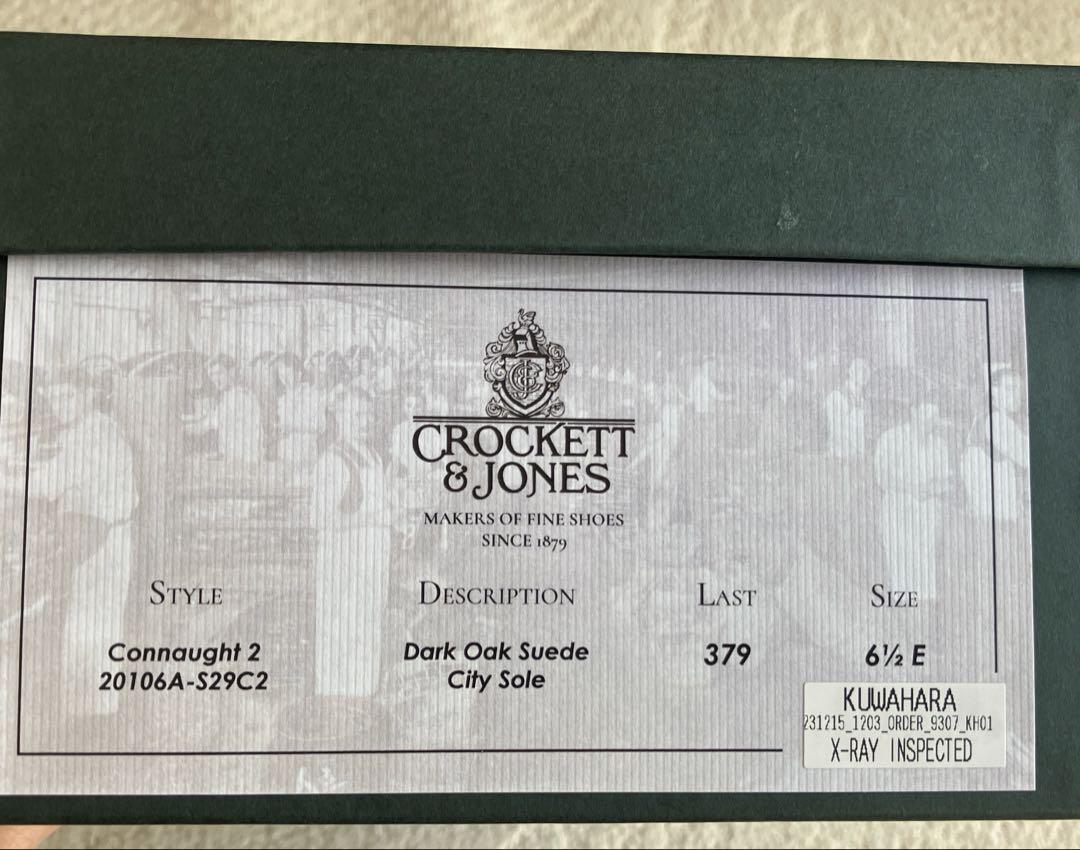 CROCKETT
& JONES
MAKERS OF FINE SHOES
SINCE 1879
STYLE DESCRIPTION LAST SIZE
Connaught 2 Dark Oak Suede 379 6½ E
20106A-S29C2 City Sole
KUWAHARA
231215_1203_ORDER_9307_KH01
X-RAY INSPECTED